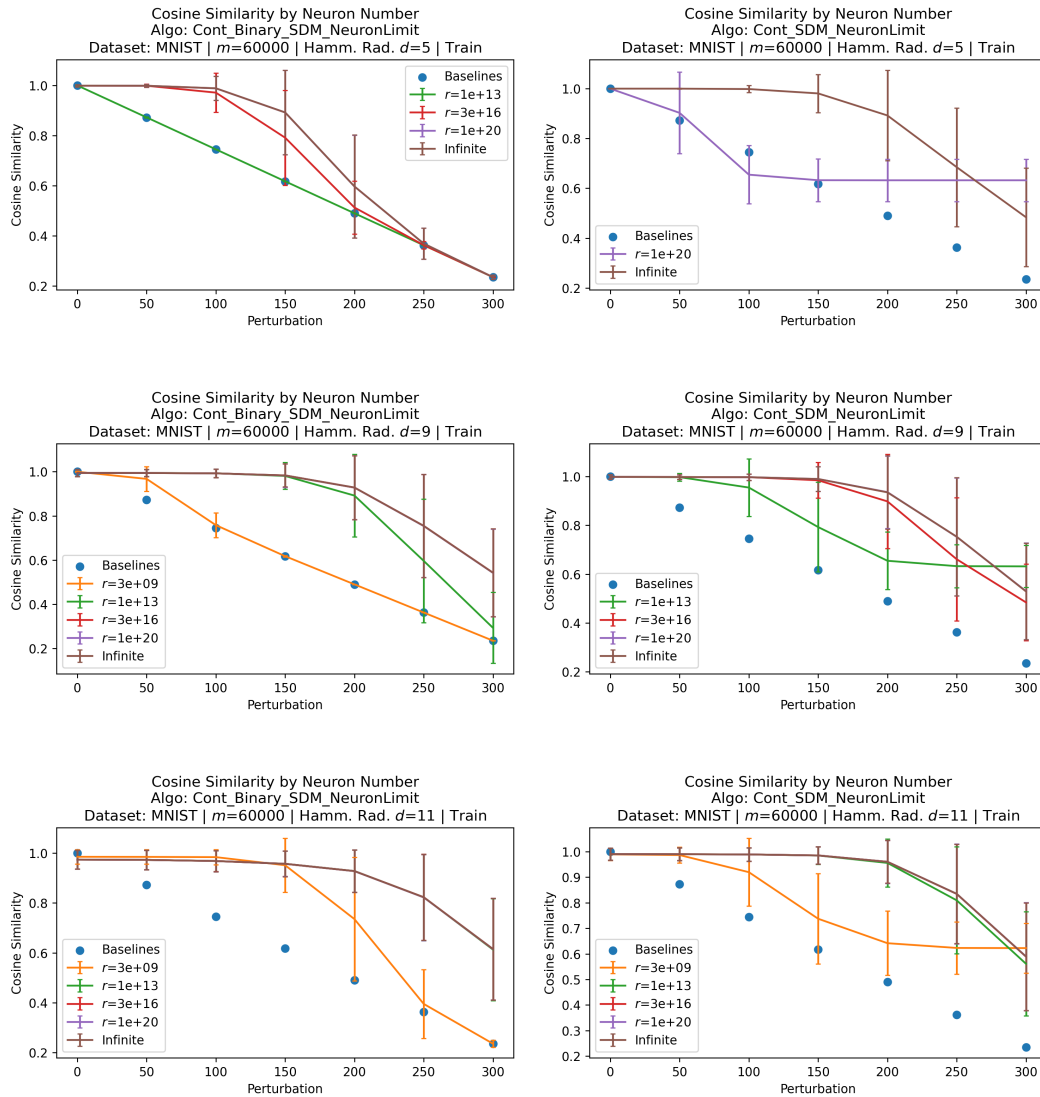 Cosine Similarity by Neuron Number
Algo: Cont_Binary_SDM_NeuronLimit
Dataset: MNIST | m=60000 | Hamm. Rad. d=5 | Train
Cosine Similarity
1.0
0.8
0.6
0.4
0.2
Baselines
r=1e+13
r=3e+16
r=1e+20
Infinite
0 50 100 150 200 250 300
Perturbation
Cosine Similarity by Neuron Number
Algo: Cont_Binary_SDM_NeuronLimit
Dataset: MNIST | m=60000 | Hamm. Rad. d=5 | Train
Cosine Similarity
1.0
0.8
0.6
0.4
0.2
Baselines
r=1e+20
Infinite
0 50 100 150 200 250 300
Perturbation
Cosine Similarity by Neuron Number
Algo: Cont_Binary_SDM_NeuronLimit
Dataset: MNIST | m=60000 | Hamm. Rad. d=9 | Train
Cosine Similarity
1.0
0.8
0.6
0.4
0.2
Baselines
r=3e+09
r=1e+13
r=3e+16
r=1e+20
Infinite
0 50 100 150 200 250 300
Perturbation
Cosine Similarity by Neuron Number
Algo: Cont_SDM_NeuronLimit
Dataset: MNIST | m=60000 | Hamm. Rad. d=9 | Train
Cosine Similarity
1.0
0.8
0.6
0.4
0.2
Baselines
r=1e+13
r=3e+16
r=1e+20
Infinite
0 50 100 150 200 250 300
Perturbation
Cosine Similarity by Neuron Number
Algo: Cont_Binary_SDM_NeuronLimit
Dataset: MNIST | m=60000 | Hamm. Rad. d=11 | Train
Cosine Similarity
1.0
0.8
0.6
0.4
0.2
Baselines
r=3e+09
r=1e+13
r=3e+16
r=1e+20
Infinite
0 50 100 150 200 250 300
Perturbation
Cosine Similarity by Neuron Number
Algo: Cont_SDM_NeuronLimit
Dataset: MNIST | m=60000 | Hamm. Rad. d=11 | Train
Cosine Similarity
1.0
0.9
0.8
0.7
0.6
0.5
0.4
0.3
0.2
Baselines
r=3e+09
r=1e+13
r=3e+16
r=1e+20
Infinite
0 50 100 150 200 250 300
Perturbation